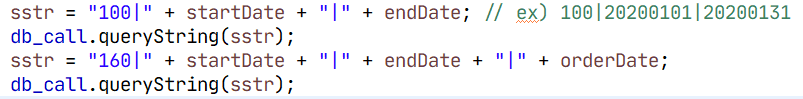 sstr = "100|" + startDate + "|" + endDate; // ex) 100|20200101|20200131
db_call.queryString(sstr);
sstr = "160|" + startDate + "|" + endDate + "|" + orderDate;
db_call.queryString(sstr);